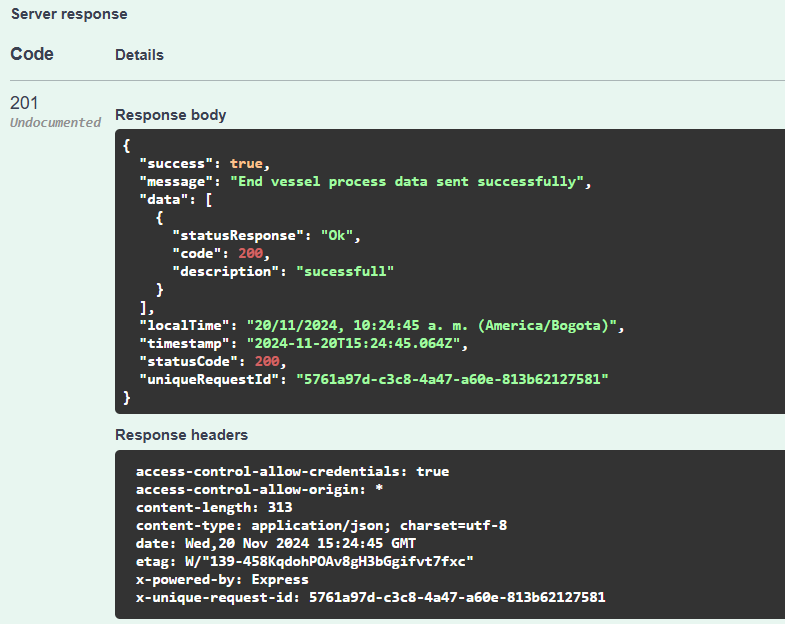 Server response
Code Details
201
Undocumented
Response body
{
"success": true,
"message": "End vessel process data sent successfully",
"data": [
{
"statusResponse": "Ok",
"code": 200,
"description": "sucessfull"
}
],
"localTime": "20/11/2024, 10:24:45 a. m. (America/Bogota)",
"timestamp": "2024-11-20T15:24:45.064Z",
"statusCode": 200,
"uniqueRequestId": "5761a97d-c3c8-4a47-a60e-813b62127581"
}
Response headers
access-control-allow-credentials: true
access-control-allow-origin: *
content-length: 313
content-type: application/json; charset=utf-8
date: Wed,20 Nov 2024 15:24:45 GMT
etag: W/"139-458KqdohPOAv8gH3bGgifvt7fxc"
x-powered-by: Express
x-unique-request-id: 5761a97d-c3c8-4a47-a60e-813b62127581